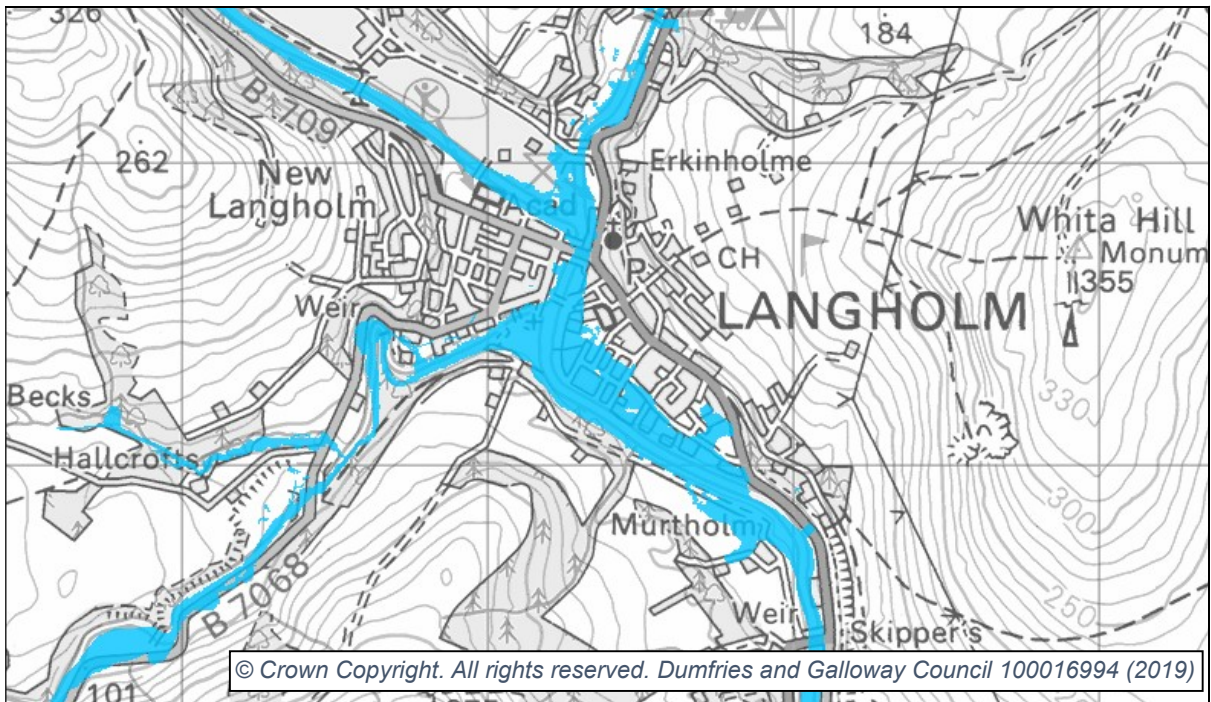 326
184
B 709
262
New
Langholm
Erkinholme
Acad
Whita Hill
Monum
355
CH
P
Weir
LANGHOLM
Becks
330
Hallcrofts
300
Murtholm
B 7068
250
Weir
Skipper's
101
© Crown Copyright. All rights reserved. Dumfries and Galloway Council 100016994 (2019)